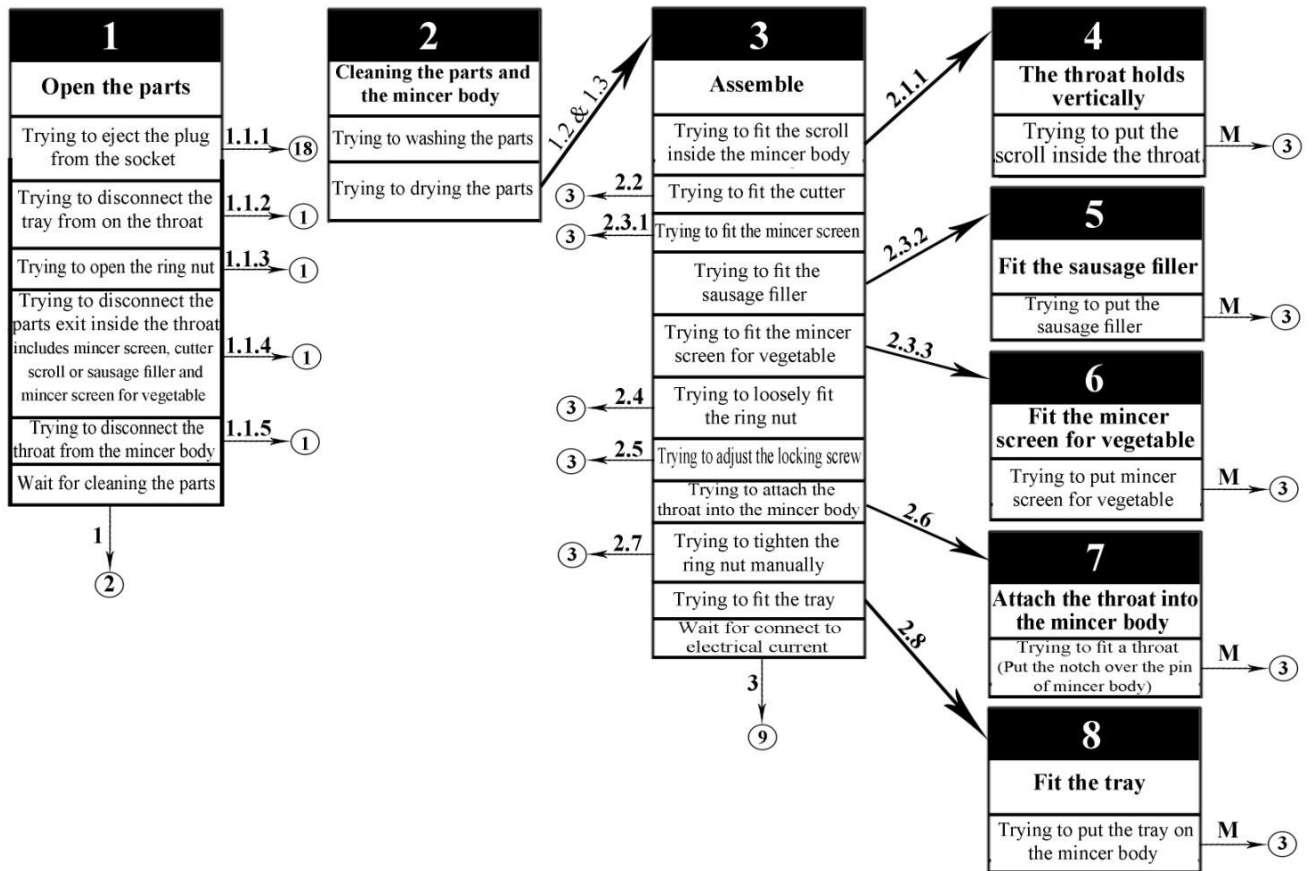 1
Open the parts
Trying to eject the plug
from the socket
1.1.1
18
Trying to disconnect the
tray from on the throat
1.1.2
1
Trying to open the ring nut
1.1.3
1
Trying to disconnect the
parts exit inside the throat
includes mincer screen, cutter
scroll or sausage filler and
mincer screen for vegetable
1.1.4
1
Trying to disconnect the
throat from the mincer body
1.1.5
1
Wait for cleaning the parts
1
2
2
Cleaning the parts and
the mincer body
Trying to washing the parts
Trying to drying the parts
1.2 & 1.3
3
Assemble
Trying to fit the scroll
inside the mincer body
2.1.1
Trying to fit the cutter
2.2
3
Trying to fit the mincer screen
2.3.1
3
Trying to fit the
sausage filler
2.3.2
Trying to fit the mincer
screen for vegetable
2.3.3
Trying to loosely fit
the ring nut
2.4
3
Trying to adjust the locking screw
2.5
3
Trying to attach the
throat into the mincer body
2.6
Trying to tighten the
ring nut manually
2.7
3
Trying to fit the tray
2.8
Wait for connect to
electrical current
3
9
4
The throat holds
vertically
Trying to put the
scroll inside the throat
M
3
5
Fit the sausage filler
Trying to put the
sausage filler
M
3
6
Fit the mincer
screen for vegetable
Trying to put mincer
screen for vegetable
M
3
7
Attach the throat into
the mincer body
Trying to fit a throat
(Put the notch over the pin
of mincer body)
M
3
8
Fit the tray
Trying to put the tray on
the mincer body
M
3